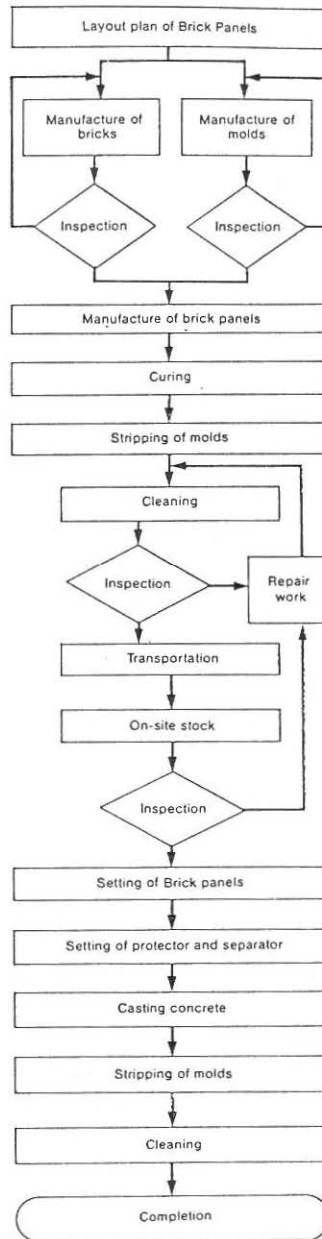 Layout plan of Brick Panels
Manufacture of
bricks
Manufacture of
molds
Inspection
Inspection
Manufacture of brick panels
Curing
Stripping of molds
Cleaning
Inspection
Repair
work
Transportation
On-site stock
Inspection
Setting of Brick panels
Setting of protector and separator
Casting concrete
Stripping of molds
Cleaning
Completion